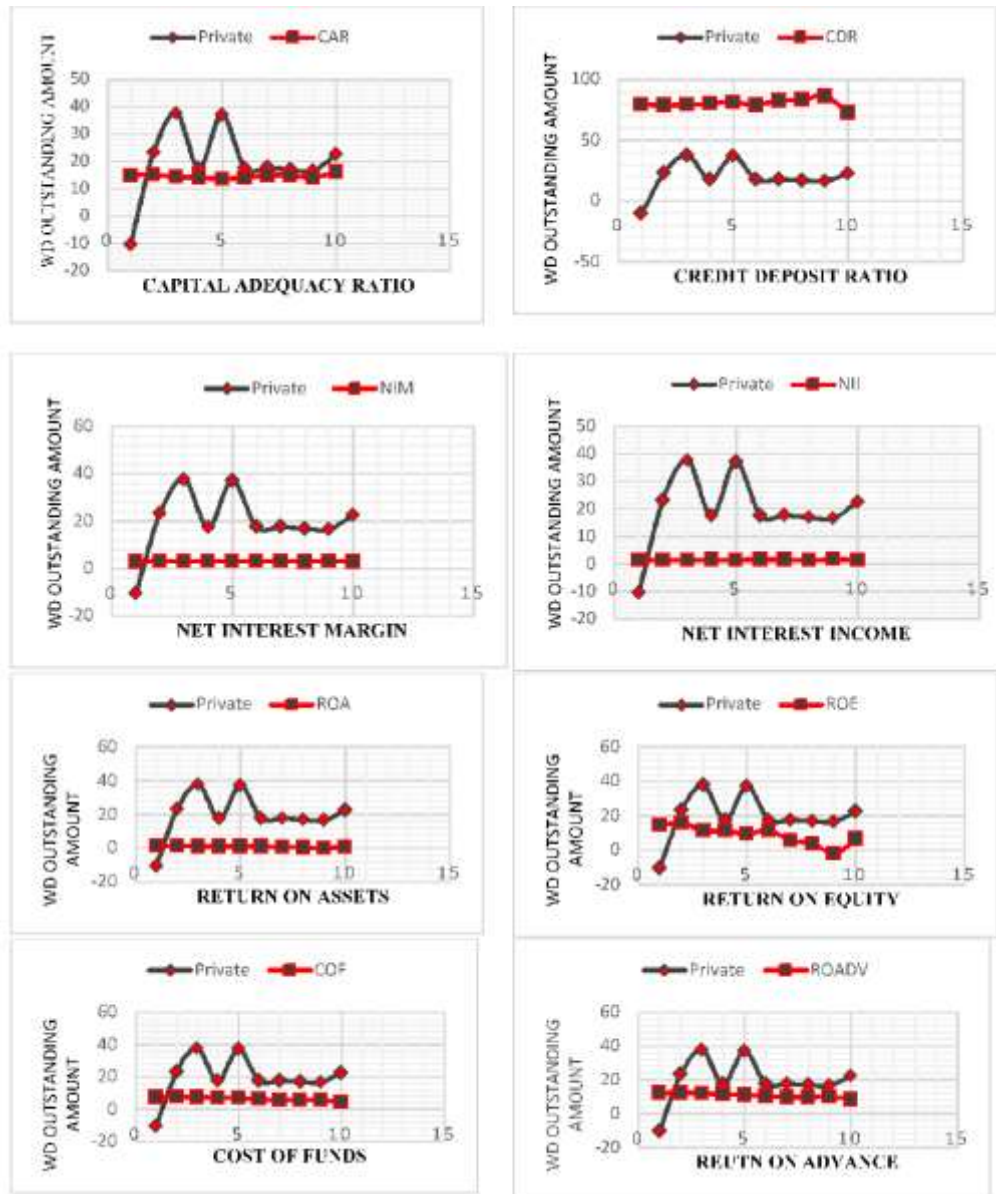 Private CAR
WD OUTSTANDING AMOUNT
50
40
30
20
10
0
-10
-20
0 5 10 15
CAPITAL ADEQUACY RATIO
Private CDR
WD OUTSTANDING AMOUNT
100
50
0
-50
0 5 10 15
CREDIT DEPOSIT RATIO
Private NIM
WD OUTSTANDING AMOUNT
60
40
20
0
-20
0 5 10 15
NET INTEREST MARGIN
Private NII
WD OUTSTANDING AMOUNT
50
40
30
20
10
0
-10
-20
0 5 10 15
NET INTEREST INCOME
Private ROA
WD OUTSTANDING
AMOUNT
60
40
20
0
-20
0 5 10 15
RETURN ON ASSETS
Private ROE
WD OUTSTANDING
AMOUNT
60
40
20
0
-20
0 5 10 15
RETURN ON EQUITY
Private COF
WD OUTSTANDING
AMOUNT
60
40
20
0
-20
0 5 10 15
COST OF FUNDS
Private ROADV
WD OUTSTANDING
AMOUNT
60
40
20
0
-20
0 5 10 15
REUTN ON ADVANCE